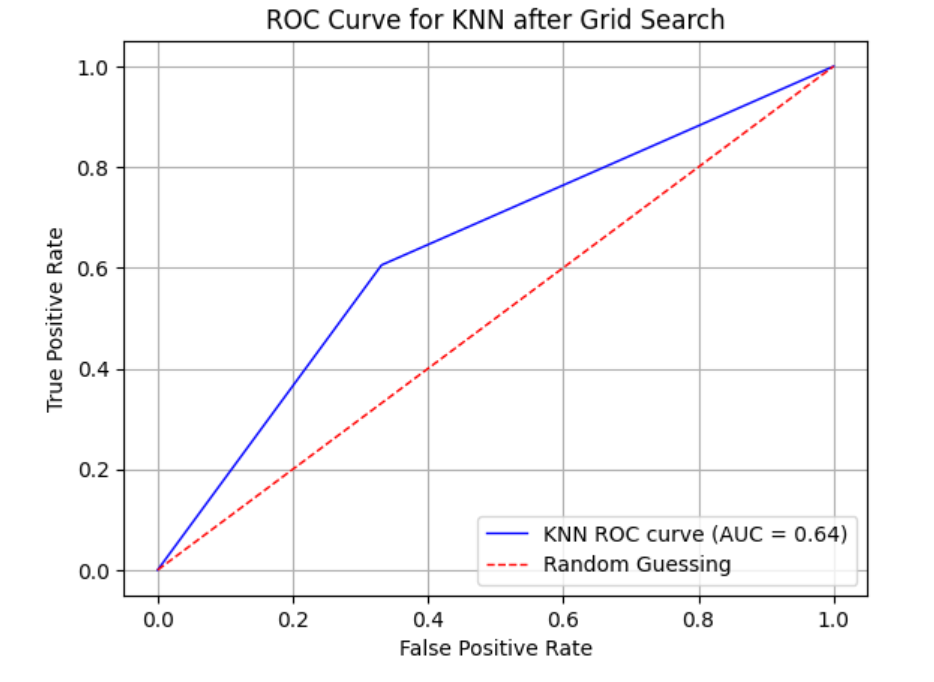 ROC Curve for KNN after Grid Search
True Positive Rate
1.0
0.8
0.6
0.4
0.2
0.0
KNN ROC curve (AUC = 0.64)
Random Guessing
0.0 0.2 0.4 0.6 0.8 1.0
False Positive Rate